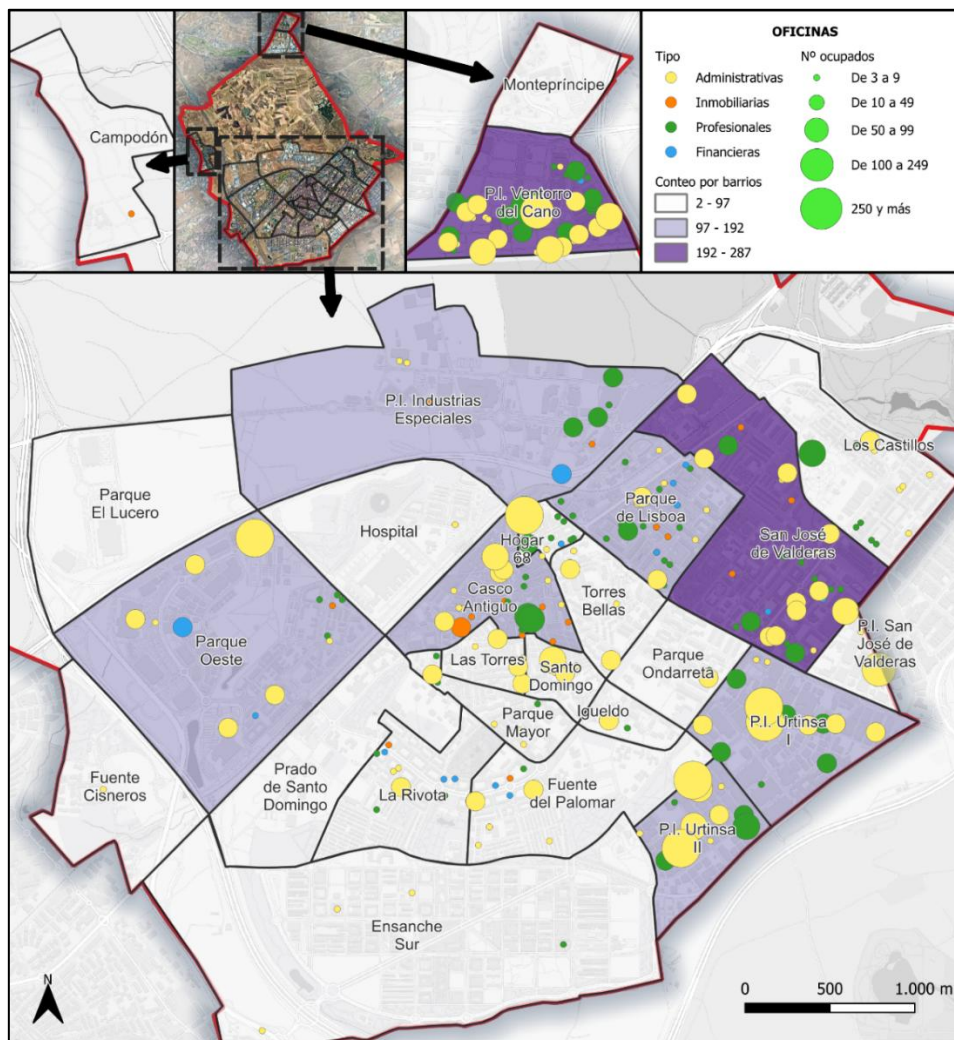 Campodón
Montepríncipe
P.I. Ventorro
del Cano
OFICINAS
Tipo
Administrativas
Inmobiliarias
Profesionales
Financieras
Conteo por barrios
2 - 97
97 - 192
192 - 287
Nº ocupados
De 3 a 9
De 10 a 49
De 50 a 99
De 100 a 249
250 y más
P.I. Industrias
Especiales
Los Castillos
Parque
El Lucero
Hospital
Parque
de Lisboa
Hogar
68
San José
de Valderas
Casco
Antiguo
Torres
Bellas
Parque
Oeste
P.I. San
José de
Valderas
Las Torres
Santo
Domingo
Parque
Ondarreta
Igueldo
Parque
Mayor
P.I. Urtinsa
I
Fuente
Cisneros
Prado
de Santo
Domingo
La Rivota
Fuente
del Palomar
P.I. Urtinsa
II
Ensanche
Sur
N
0 500 1.000 m